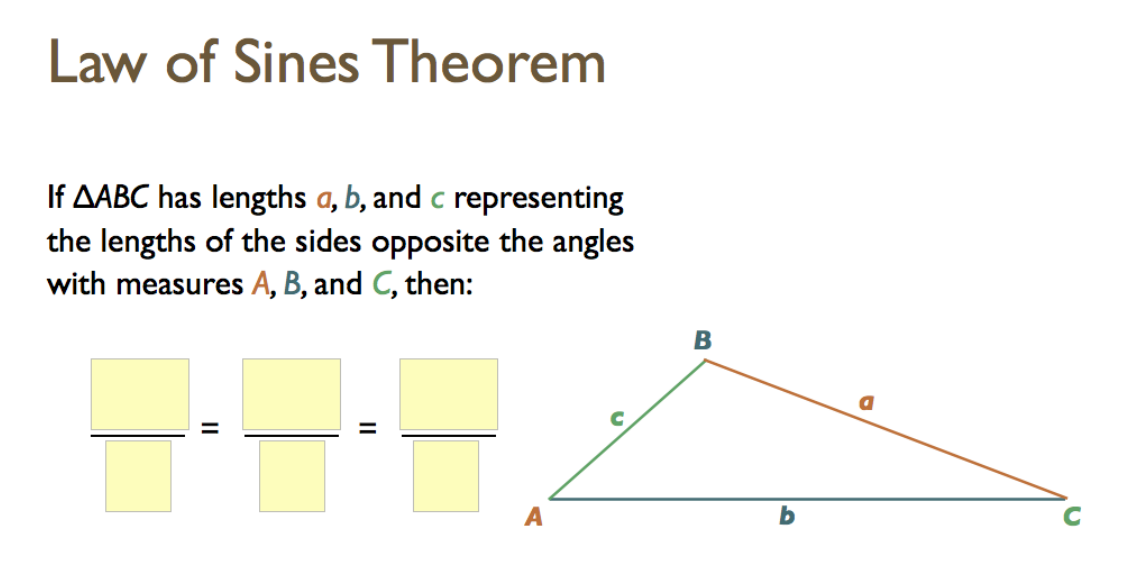 Law of Sines Theorem
If ΔABC has lengths a, b, and c representing
the lengths of the sides opposite the angles
with measures A, B, and C, then:
= =
B
a
c
A
b
C